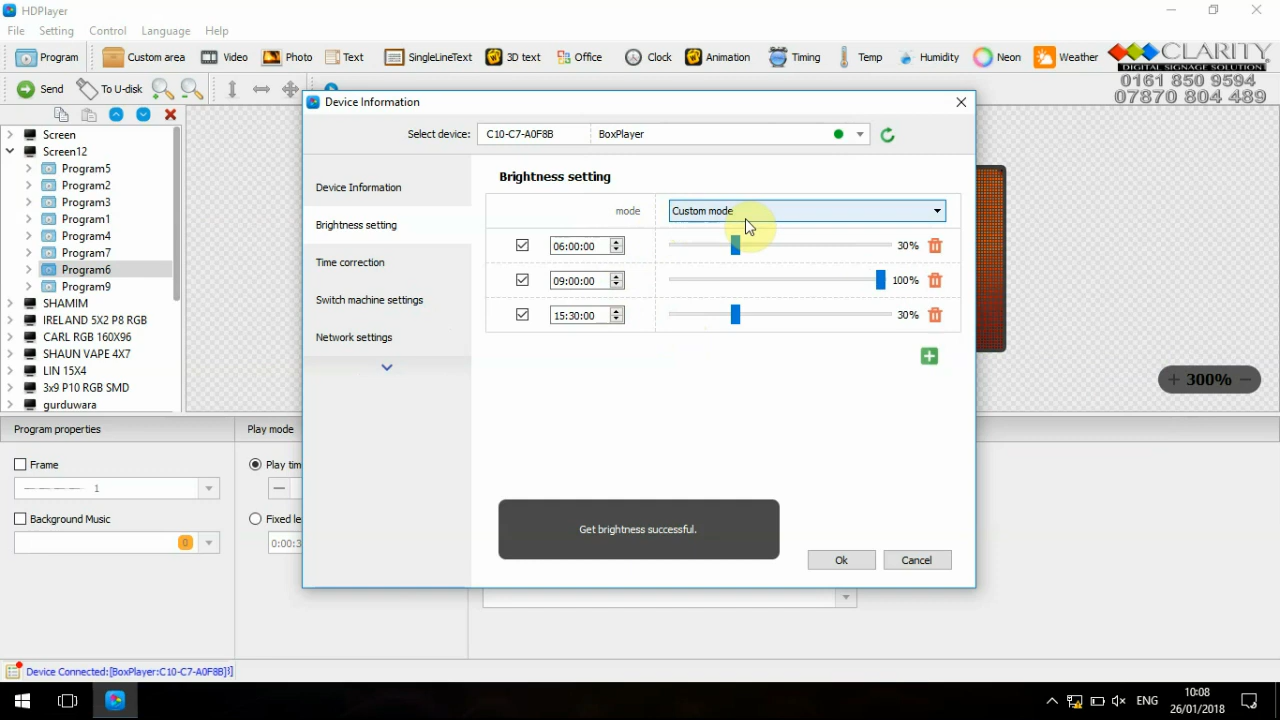 HDPlayer
File Setting Control Language Help
Program Custom area Video Photo Text SingleLineText 3D text Office Clock Animation Timing Temp Humidity Neon Weather
CLARITY
DIGITAL SIGNAGE SOLUTION
0161 850 9594
07870 804 489
Send To U-disk
Device Information
Select device: C10-C7-A0F8B BoxPlayer
Screen
Screen12
Program5
Program2
Program3
Program1
Program4
Program7
Program6
Program9
SHAMIM
IRELAND 5X2 P8 RGB
CARL RGB 160X96
SHAUN VAPE 4X7
LIN 15X4
3x9 P10 RGB SMD
gurduwara
Device Information
Brightness setting
Time correction
Switch machine settings
Network settings
Brightness setting
mode Custom mode
06:00:00 30%
09:00:00 100%
15:30:00 30%
Get brightness successful.
Ok Cancel
+ 300% −
Program properties
Frame
1
Background Music
0
Play mode
Play tim
Fixed le
0:00:3
Device Connected:[BoxPlayer:C10-C7-A0F8B]
ENG
10:08
26/01/2018